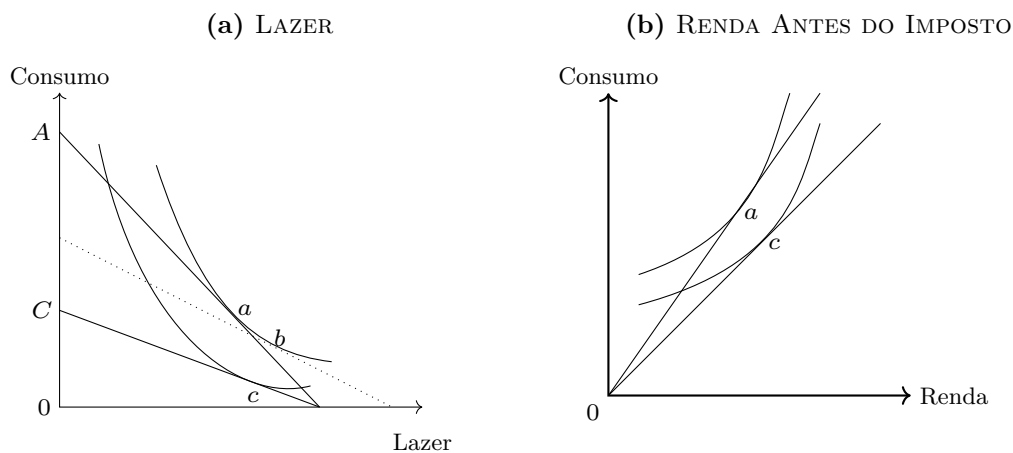 (a) LAZER
Consumo
A
a
C
b
c
0
Lazer
(b) RENDA ANTES DO IMPOSTO
Consumo
a
c
0
Renda